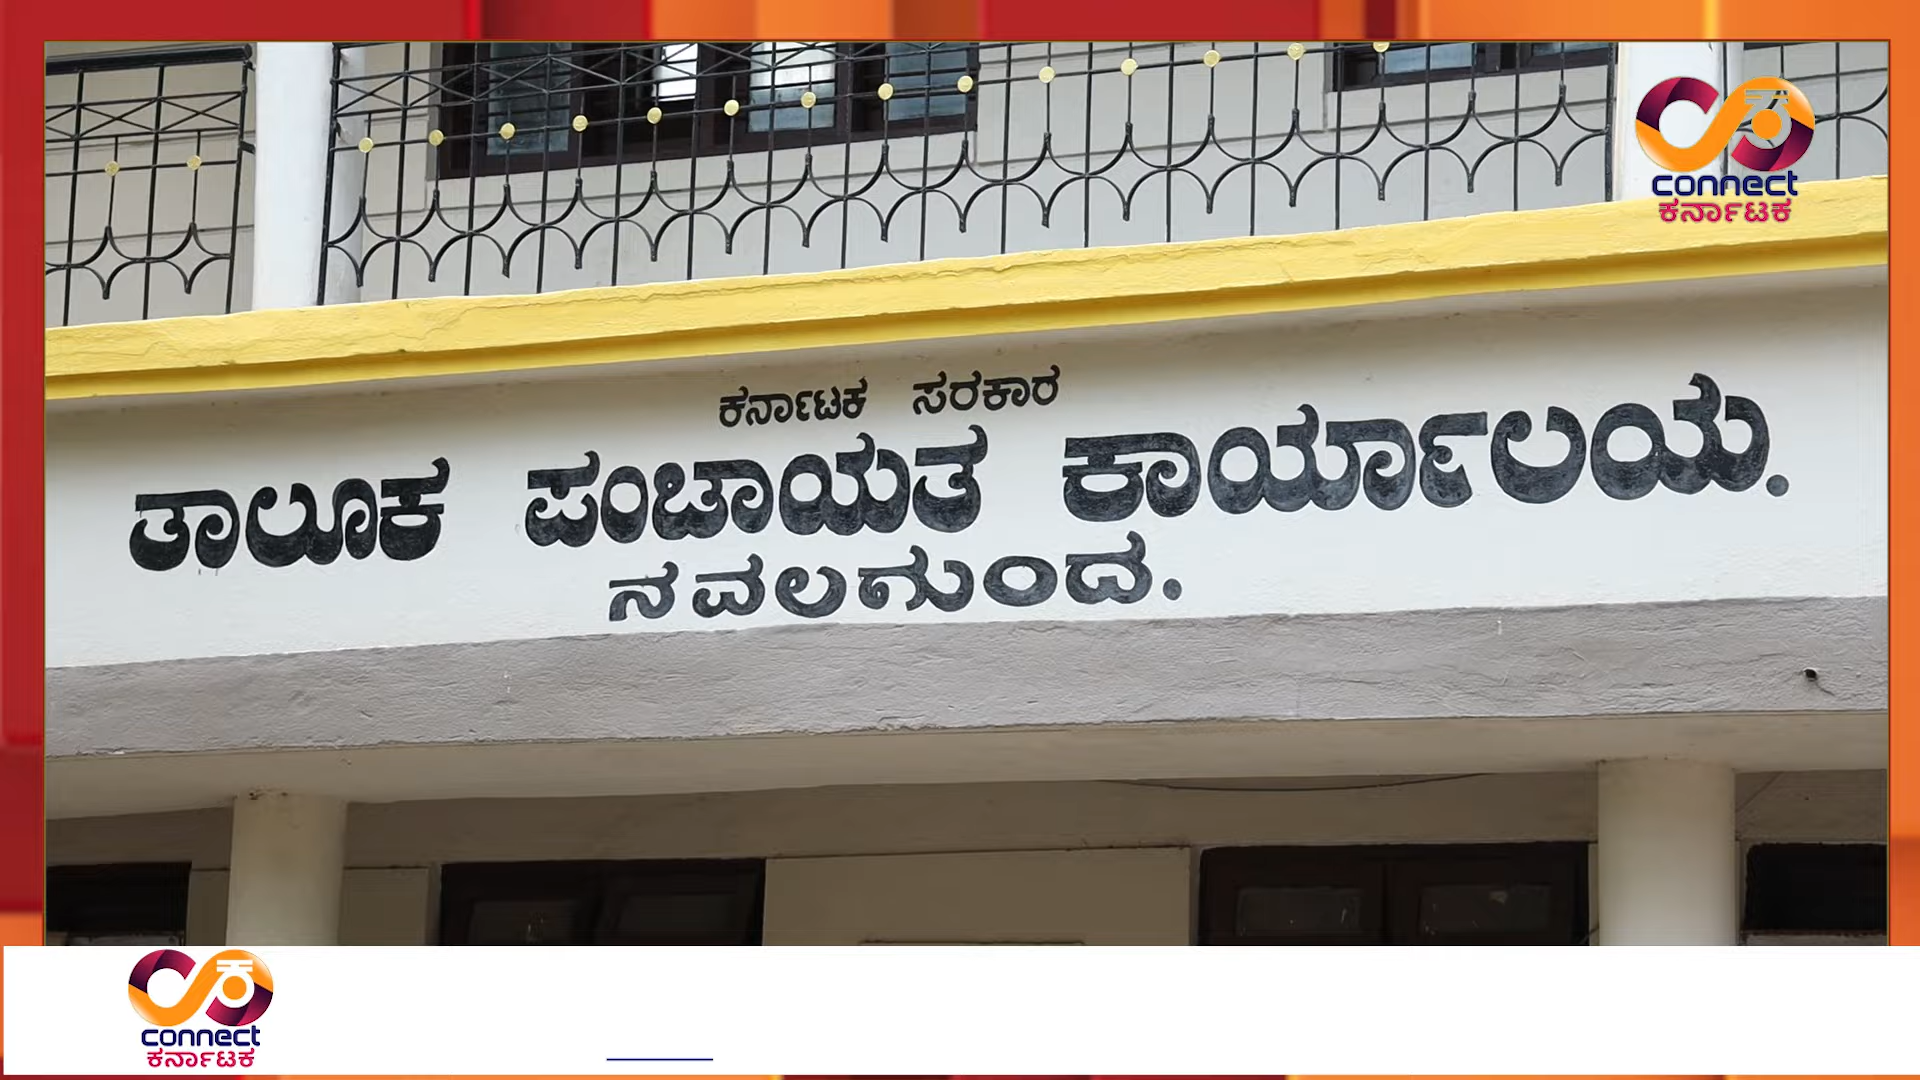 connect
ಕರ್ನಾಟಕ
ಕರ್ನಾಟಕ ಸರಕಾರ
ತಾಲೂಕ ಪಂಚಾಯತ ಕಾರ್ಯಾಲಯ.
ನವಲಗುಂದ.
connect
ಕರ್ನಾಟಕ